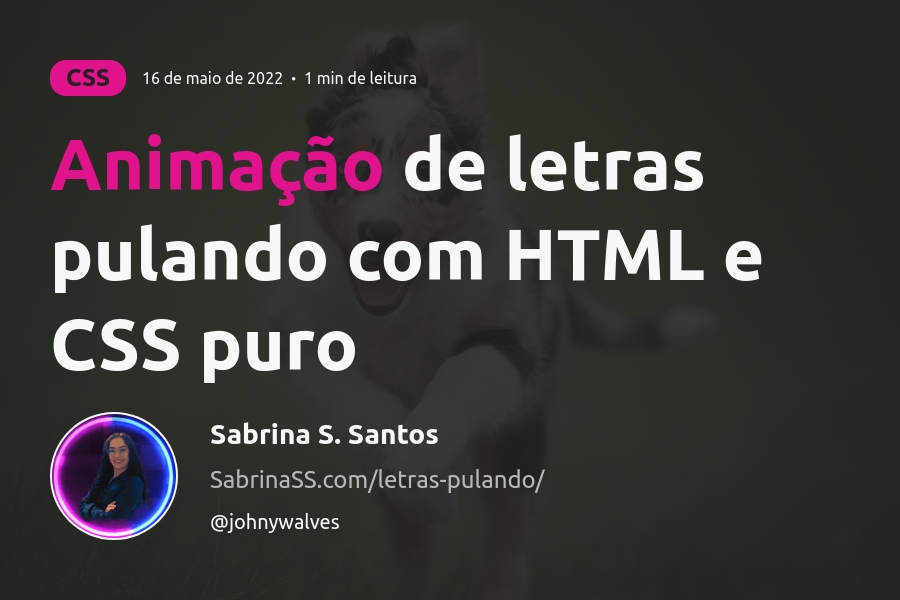 CSS 16 de maio de 2022 • 1 min de leitura
Animação de letras
pulando com HTML e
CSS puro
Sabrina S. Santos
SabrinaSS.com/letras-pulando/
@johnywalves